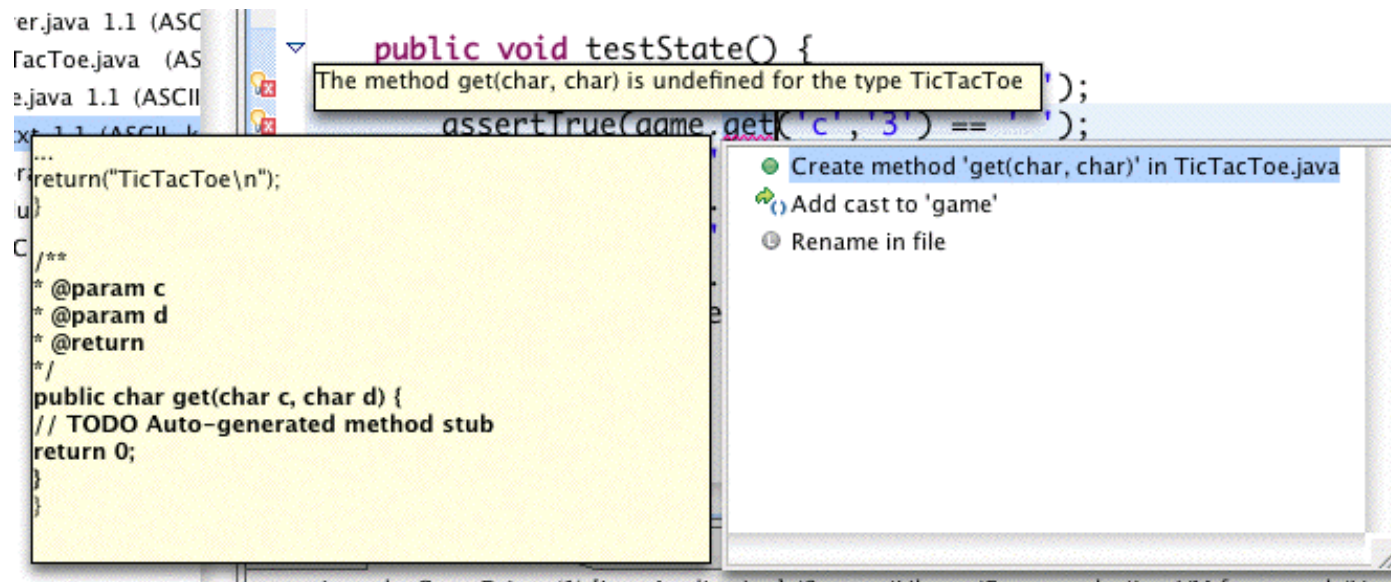 er.java 1.1 (ASC
TacToe.java (AS
e.java 1.1 (ASCII
public void testState() {
The method get(char, char) is undefined for the type TicTacToe
');
assertTrue(game.get('c','3') == ' ');
...
return("TicTacToe\n");
}
/**
* @param c
* @param d
* @return
*/
public char get(char c, char d) {
// TODO Auto-generated method stub
return 0;
}
}
Create method 'get(char, char)' in TicTacToe.java
Add cast to 'game'
Rename in file